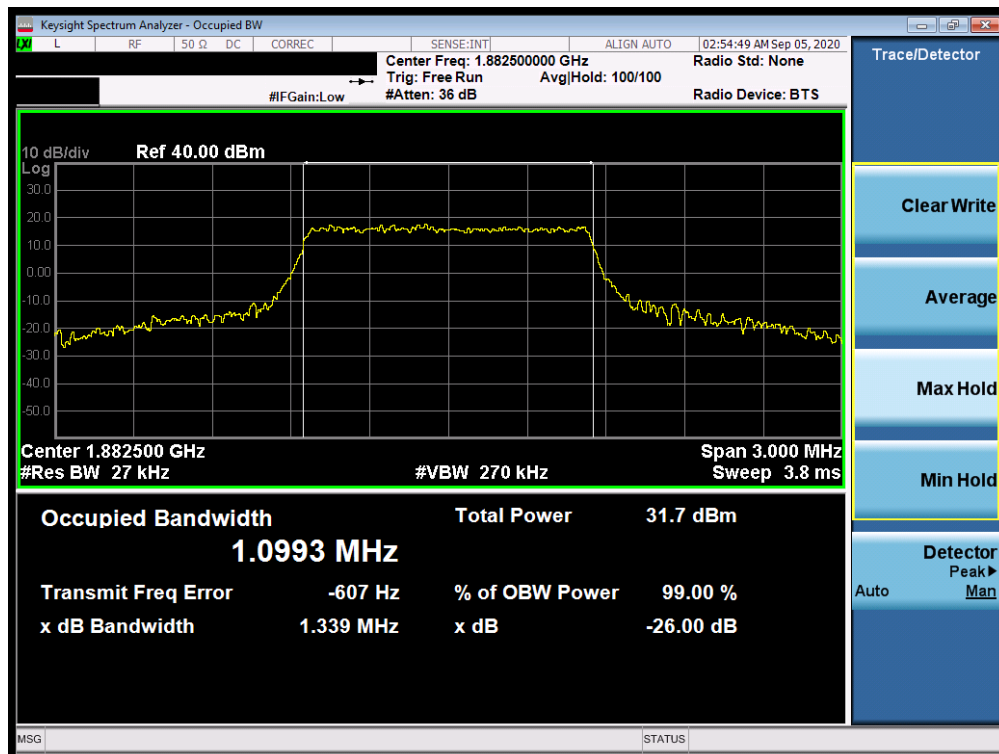 Keysight Spectrum Analyzer - Occupied BW
LXI L RF 50 Ω DC CORREC SENSE:INT ALIGN AUTO 02:54:49 AM Sep 05, 2020
Center Freq: 1.882500000 GHz Radio Std: None
Trig: Free Run Avg|Hold: 100/100
#IFGain:Low #Atten: 36 dB Radio Device: BTS
10 dB/div Ref 40.00 dBm
Log
30.0
20.0
10.0
0.00
-10.0
-20.0
-30.0
-40.0
-50.0
Center 1.882500 GHz Span 3.000 MHz
#Res BW 27 kHz #VBW 270 kHz Sweep 3.8 ms
Occupied Bandwidth Total Power 31.7 dBm
1.0993 MHz
Transmit Freq Error -607 Hz % of OBW Power 99.00 %
x dB Bandwidth 1.339 MHz x dB -26.00 dB
MSG STATUS
Trace/Detector
Clear Write
Average
Max Hold
Min Hold
Detector
Peak▶
Auto Man